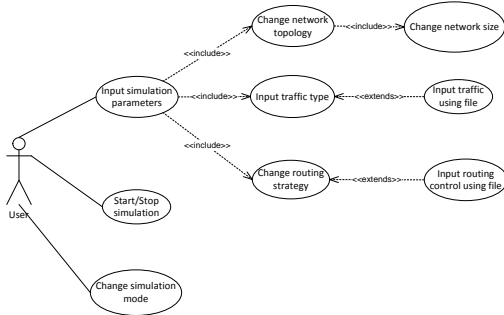 Change network
topology
<<include>>
Change network size
<<include>>
Input simulation
parameters
<<include>>
Input traffic type
<<extends>>
Input traffic
using file
<<include>>
Change routing
strategy
<<extends>>
Input routing
control using file
User
Start/Stop
simulation
Change simulation
mode